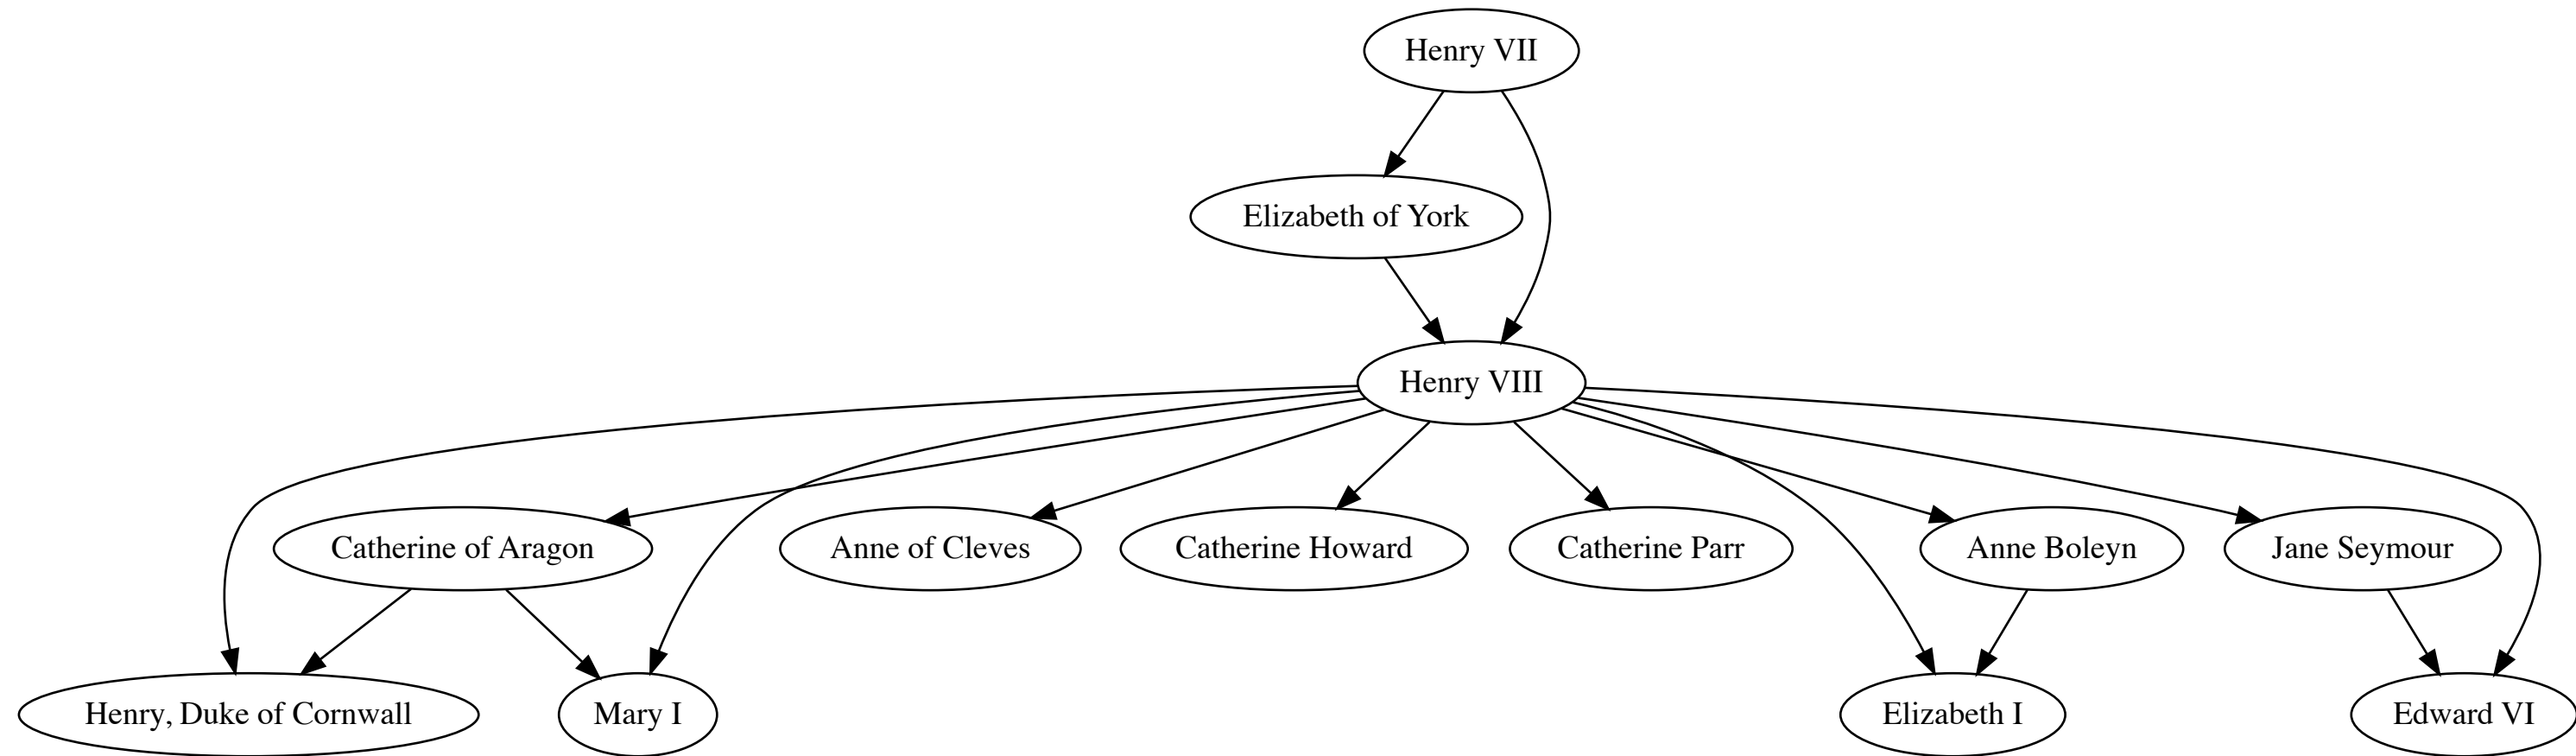 Henry VII
Elizabeth of York
Henry VIII
Catherine of Aragon
Anne of Cleves
Catherine Howard
Catherine Parr
Anne Boleyn
Jane Seymour
Henry, Duke of Cornwall
Mary I
Elizabeth I
Edward VI